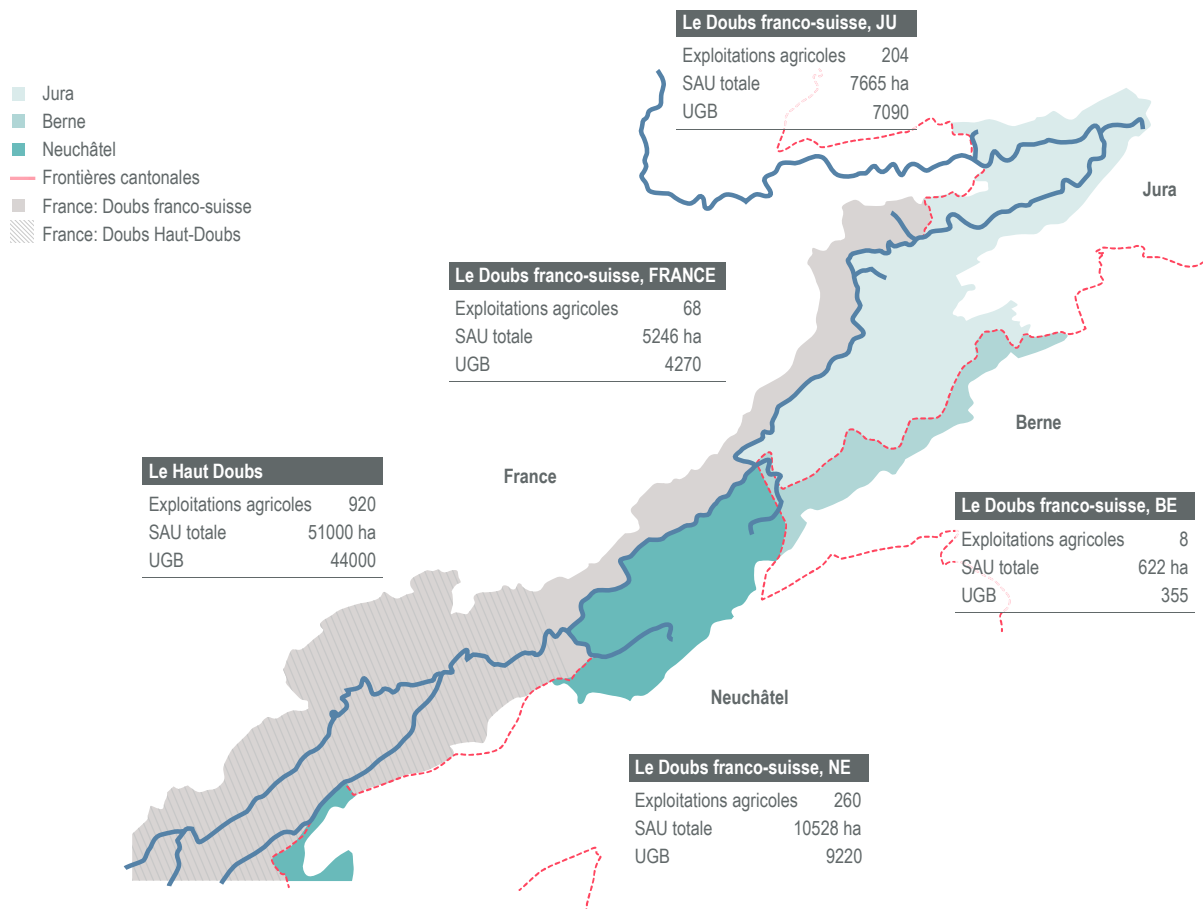 Le Doubs franco-suisse, JU
Exploitations agricoles 204
SAU totale 7665 ha
UGB 7090
Jura
Berne
Neuchâtel
Frontières cantonales
France: Doubs franco-suisse
France: Doubs Haut-Doubs
Jura
Le Doubs franco-suisse, FRANCE
Exploitations agricoles 68
SAU totale 5246 ha
UGB 4270
Berne
Le Haut Doubs
Exploitations agricoles 920
SAU totale 51000 ha
UGB 44000
France
Le Doubs franco-suisse, BE
Exploitations agricoles 8
SAU totale 622 ha
UGB 355
Neuchâtel
Le Doubs franco-suisse, NE
Exploitations agricoles 260
SAU totale 10528 ha
UGB 9220